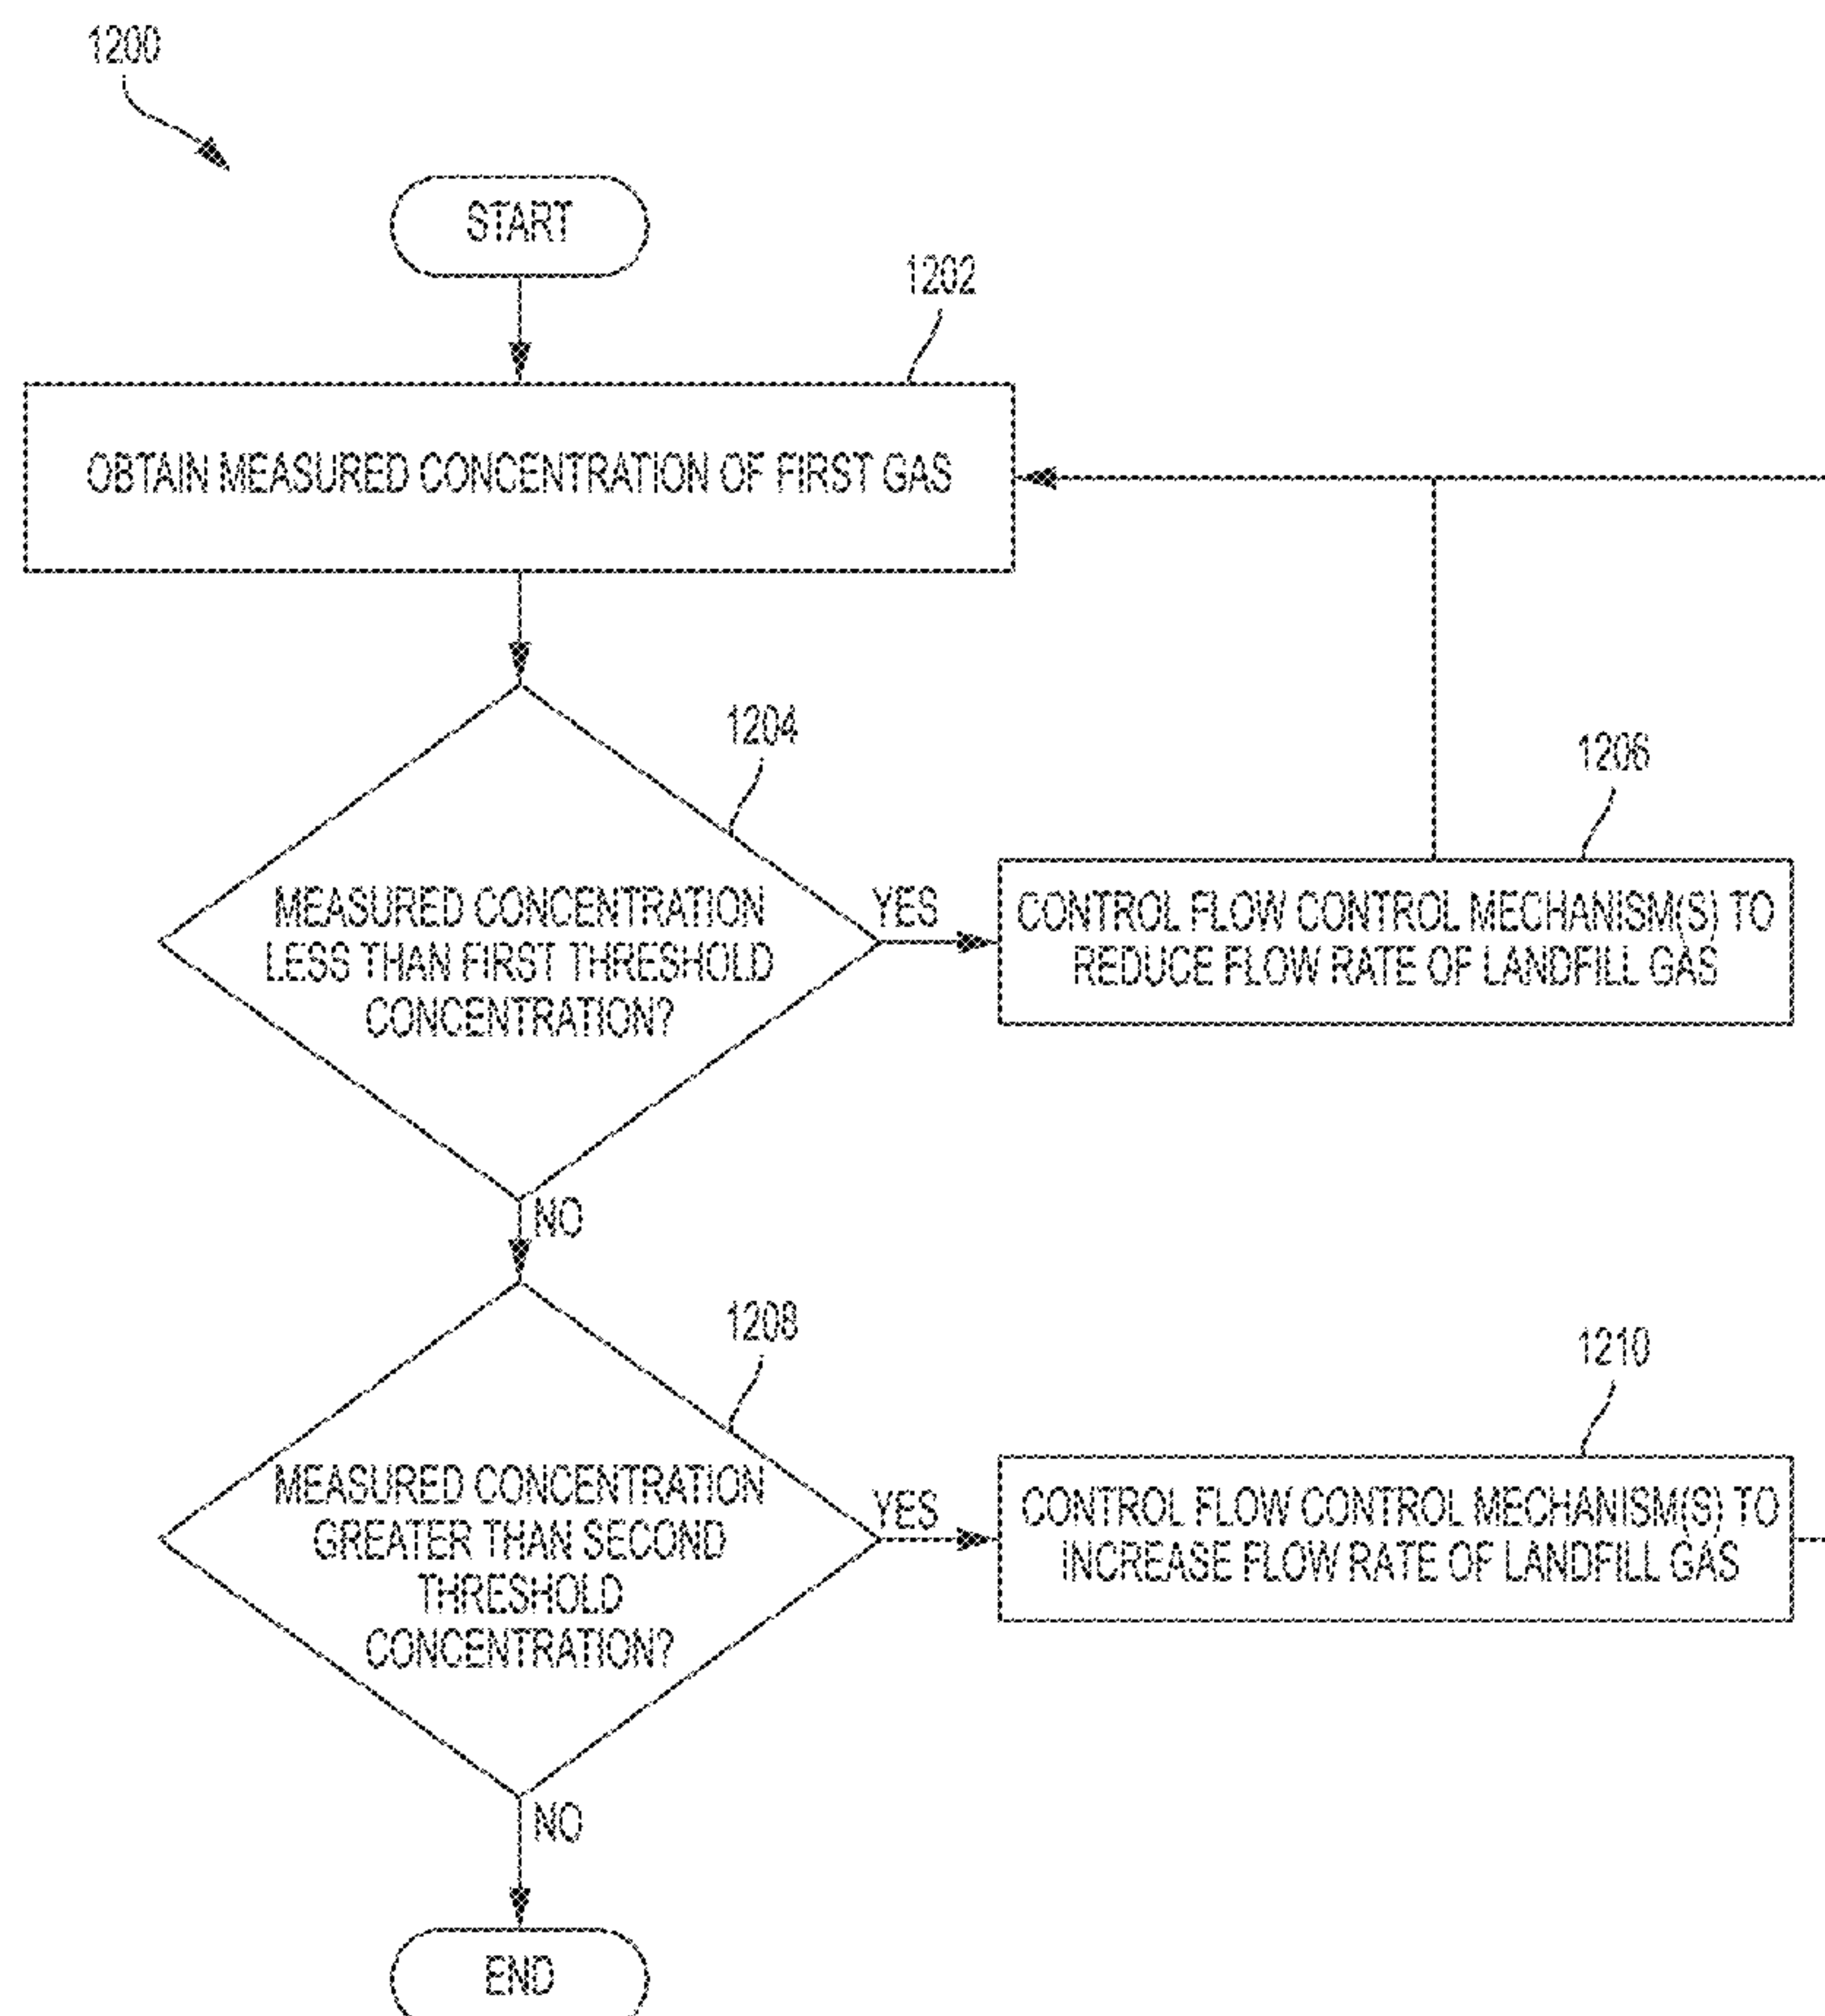 1200
START
1202
OBTAIN MEASURED CONCENTRATION OF FIRST GAS
1204
MEASURED CONCENTRATION
LESS THAN FIRST THRESHOLD
CONCENTRATION?
YES
1206
CONTROL FLOW CONTROL MECHANISM(S) TO
REDUCE FLOW RATE OF LANDFILL GAS
NO
1208
MEASURED CONCENTRATION
GREATER THAN SECOND
THRESHOLD
CONCENTRATION?
YES
1210
CONTROL FLOW CONTROL MECHANISM(S) TO
INCREASE FLOW RATE OF LANDFILL GAS
NO
END